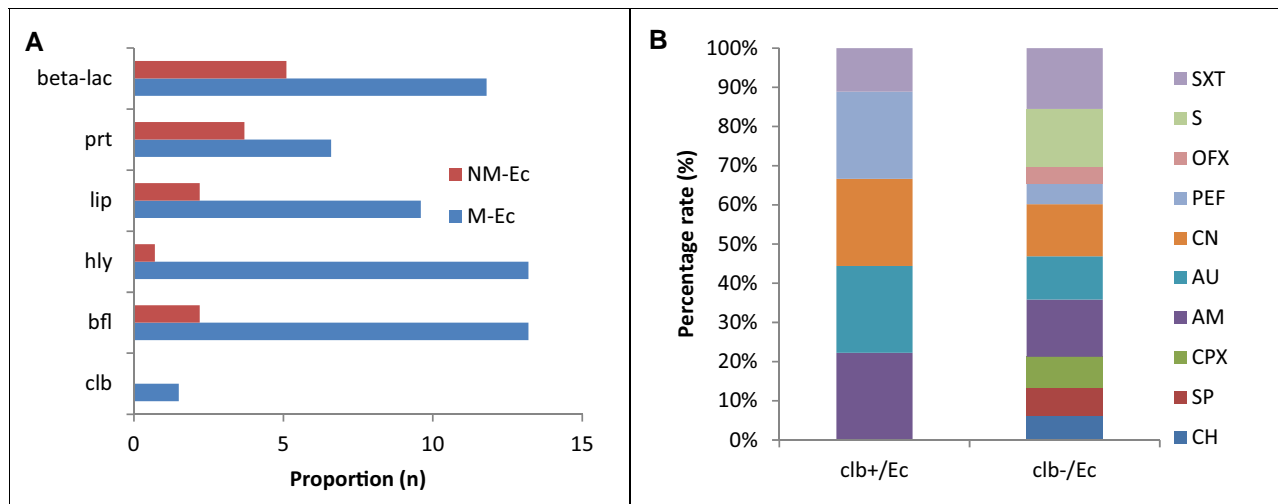 A
beta-lac
prt
lip
hly
bfl
clb
NM-Ec
M-Ec
0 5 10 15
Proportion (n)
B
Percentage rate (%)
100%
90%
80%
70%
60%
50%
40%
30%
20%
10%
0%
clb+/Ec clb-/Ec
SXT
S
OFX
PEF
CN
AU
AM
CPX
SP
CH